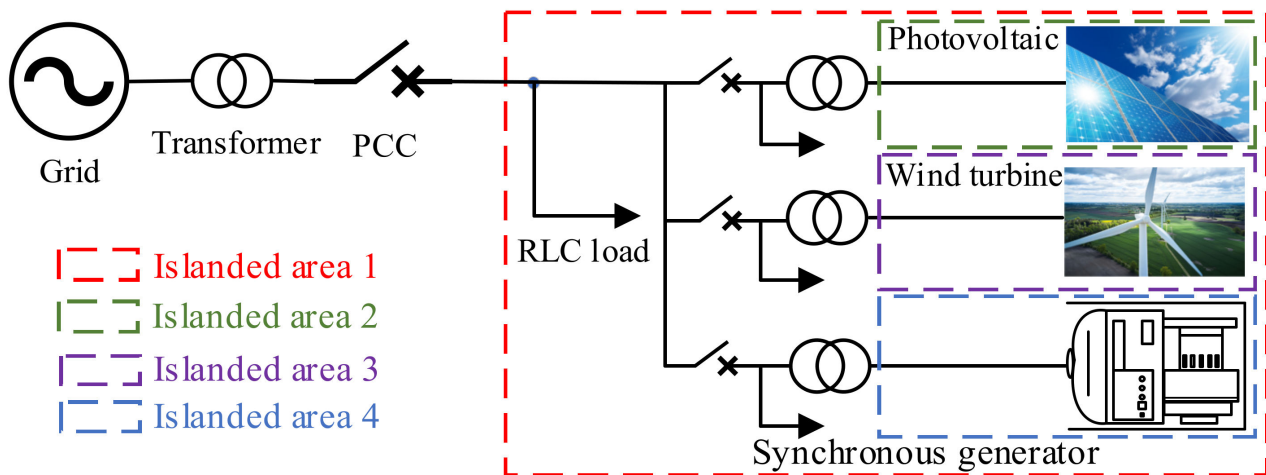 Photovoltaic
Transformer
PCC
Grid
Wind turbine
RLC load
Islanded area 1
Islanded area 2
Islanded area 3
Islanded area 4
Synchronous generator